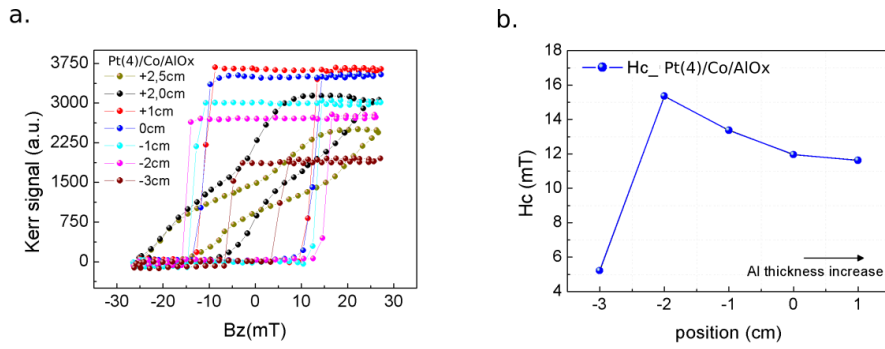 a.
Kerr signal (a.u.)
3750
3000
2250
1500
750
0
Pt(4)/Co/AlOx
+2,5cm
+2,0cm
+1cm
0cm
-1cm
-2cm
-3cm
-30 -20 -10 0 10 20 30
Bz(mT)
b.
Hc (mT)
18
16
14
12
10
8
6
4
Hc_ Pt(4)/Co/AlOx
Al thickness increase
-3 -2 -1 0 1
position (cm)